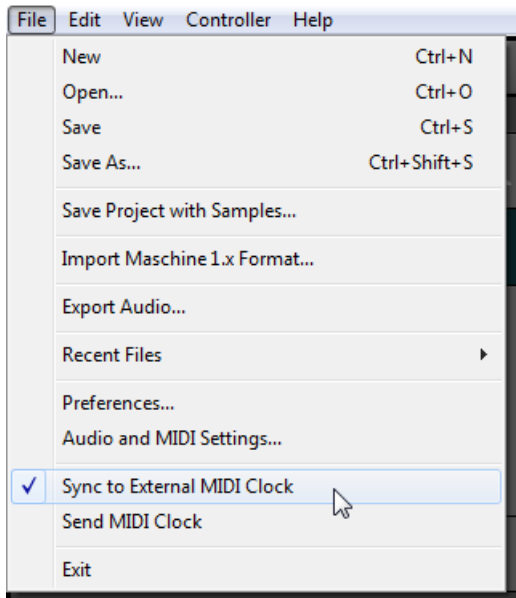 File Edit View Controller Help
New Ctrl+N
Open... Ctrl+O
Save Ctrl+S
Save As... Ctrl+Shift+S
Save Project with Samples...
Import Maschine 1.x Format...
Export Audio...
Recent Files
Preferences...
Audio and MIDI Settings...
Sync to External MIDI Clock
Send MIDI Clock
Exit